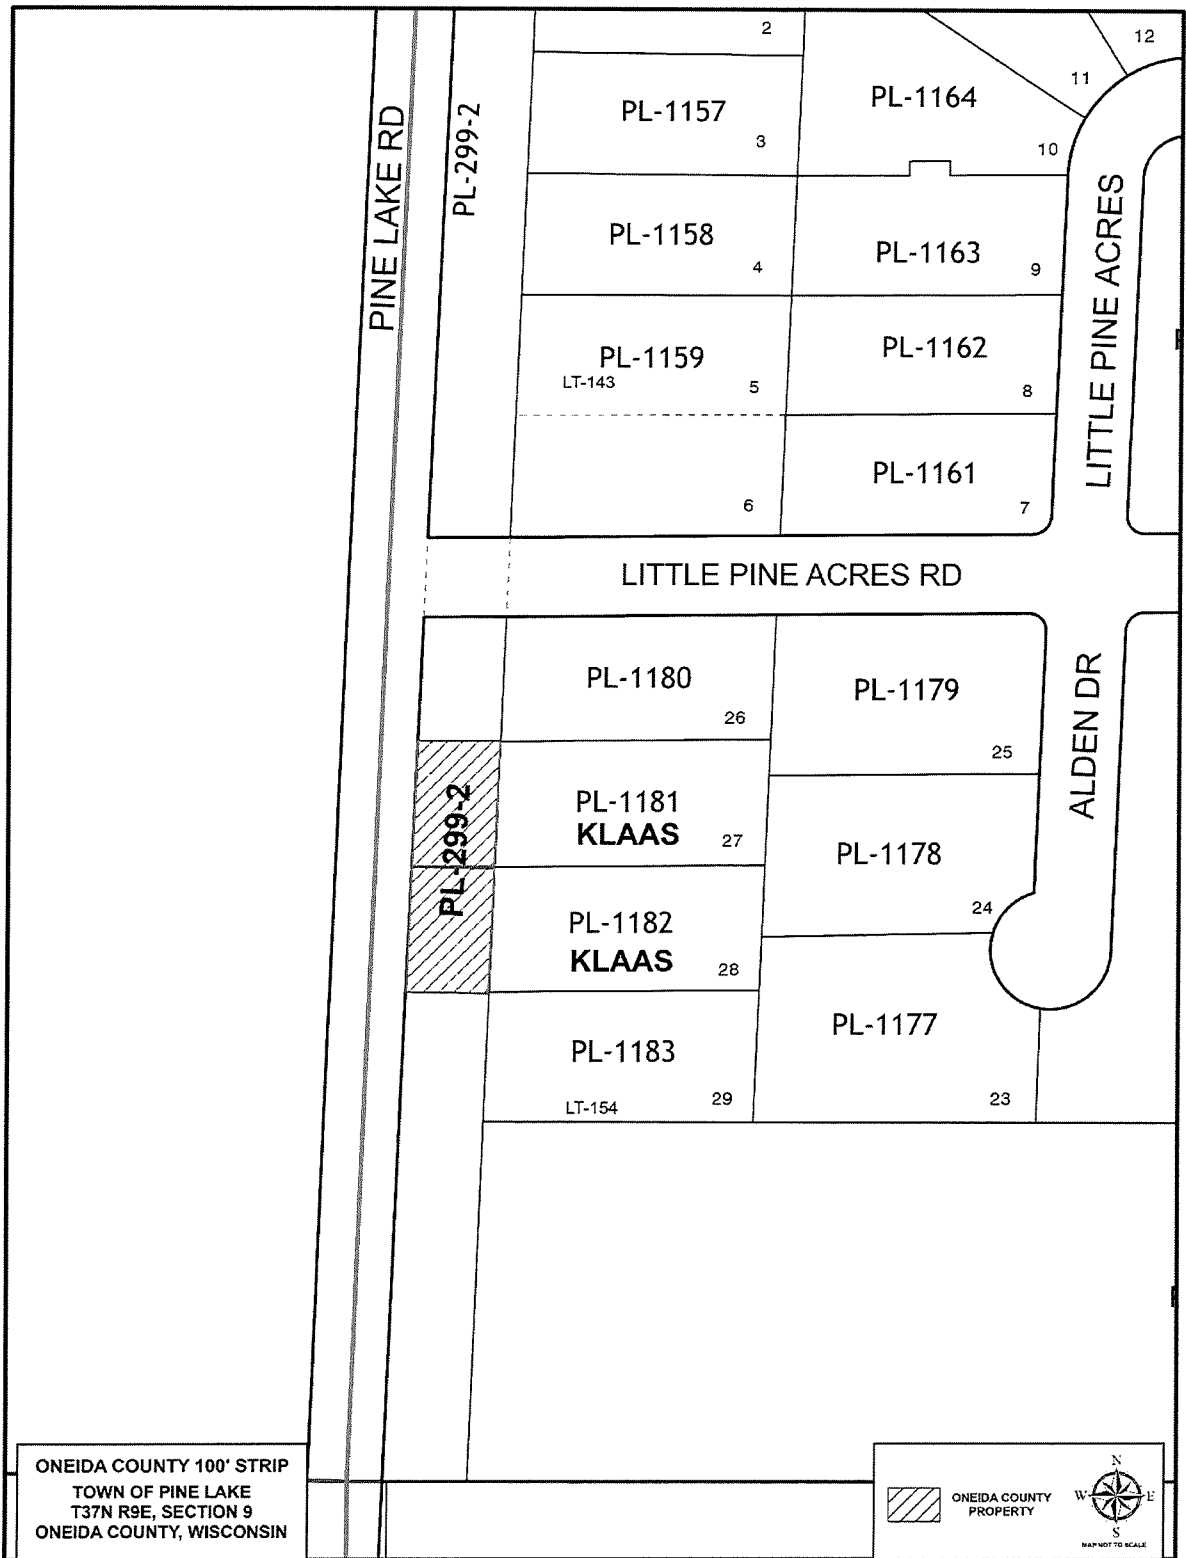 2
12
11
PL-1157
3
PL-1164
10
PINE LAKE RD
PL-299-2
PL-1158
4
PL-1163
9
LITTLE PINE ACRES
PL-1159
LT-143
5
PL-1162
8
6
PL-1161
7
LITTLE PINE ACRES RD
PL-1180
26
PL-1179
25
ALDEN DR
PL-299-2
PL-1181
KLAAS
27
PL-1178
24
PL-1182
KLAAS
28
PL-1177
23
PL-1183
LT-154
29
ONEIDA COUNTY 100' STRIP
TOWN OF PINE LAKE
T37N R9E, SECTION 9
ONEIDA COUNTY, WISCONSIN
ONEIDA COUNTY
PROPERTY
N
W
E
S
MAP NOT TO SCALE